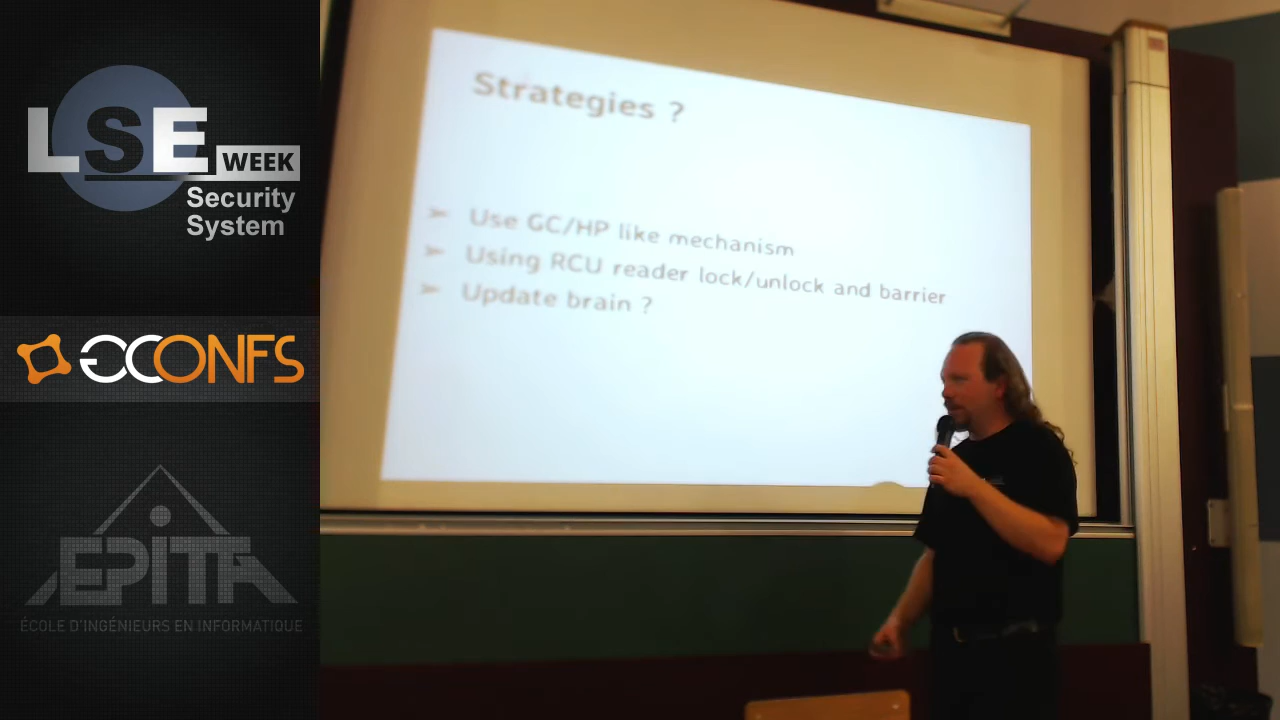 LSE
WEEK
Security
System
GCONFS
EPITA
ÉCOLE D'INGÉNIEURS EN INFORMATIQUE
Strategies ?
➢ Use GC/HP like mechanism
➢ Using RCU reader lock/unlock and barrier
➢ Update brain ?